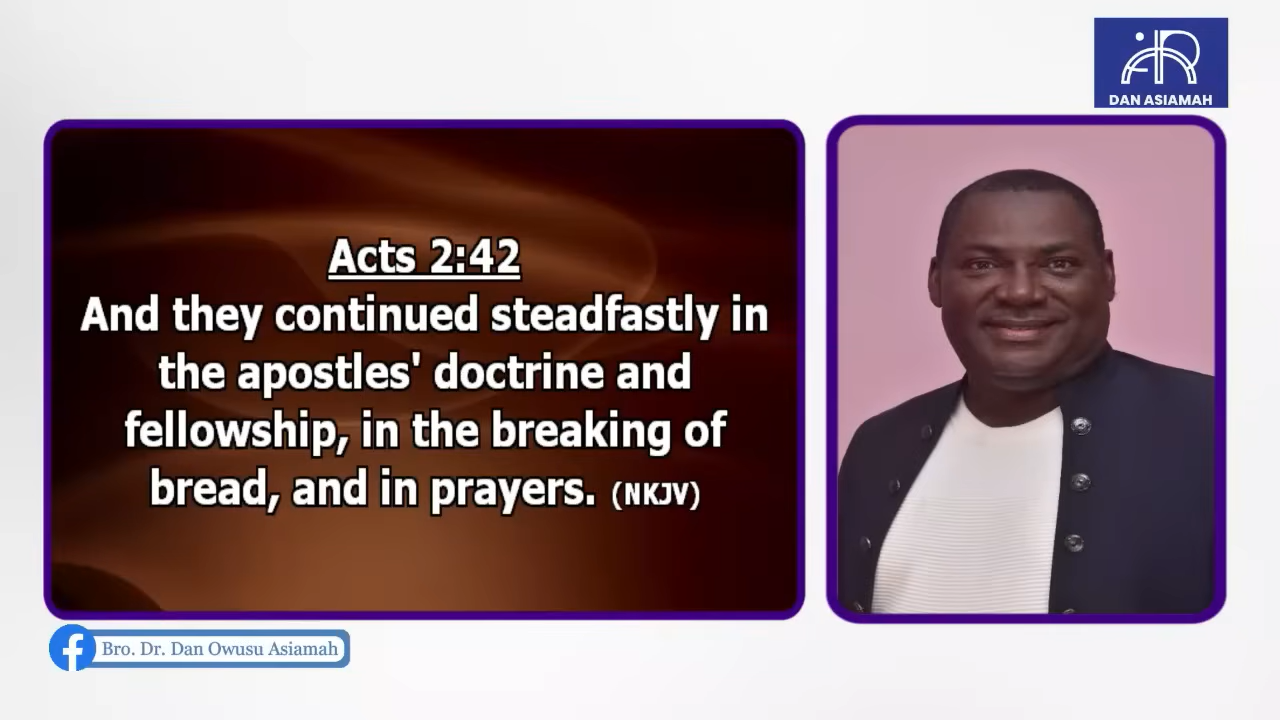 DAN ASIAMAH
Acts 2:42
And they continued steadfastly in
the apostles' doctrine and
fellowship, in the breaking of
bread, and in prayers. (NKJV)
Bro. Dr. Dan Owusu Asiamah